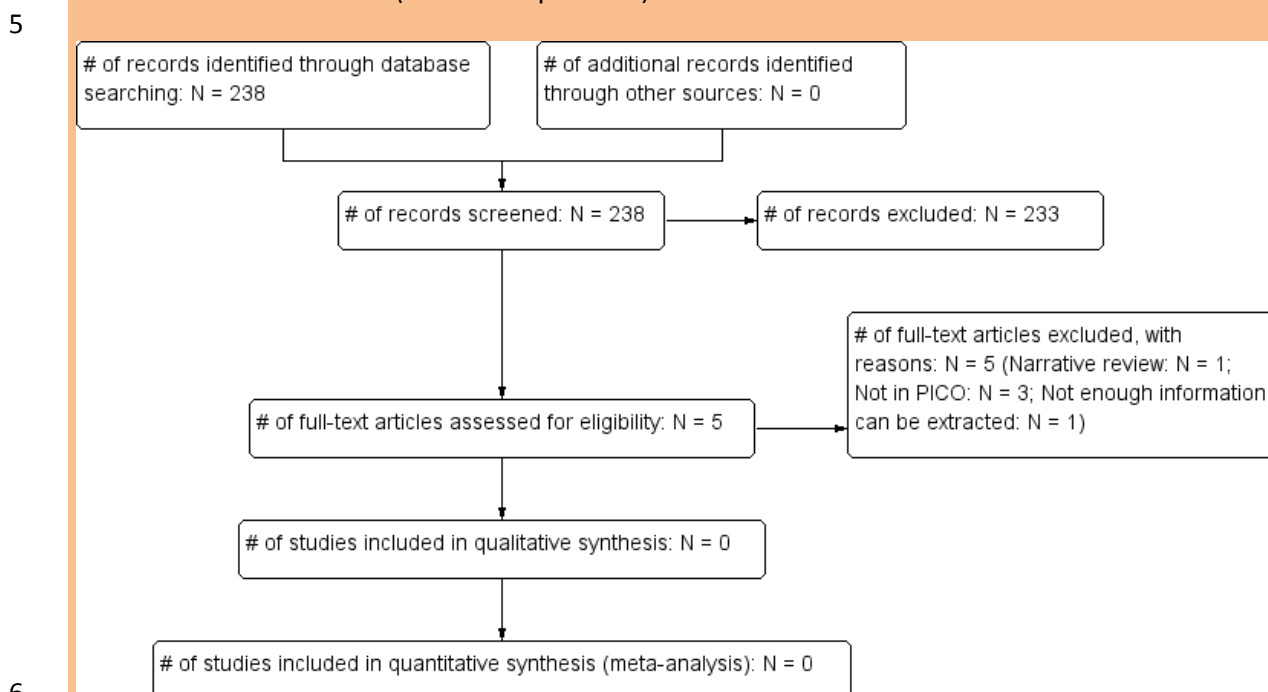 5
# of records identified through database
searching: N = 238
# of additional records identified
through other sources: N = 0
# of records screened: N = 238
# of records excluded: N = 233
# of full-text articles excluded, with
reasons: N = 5 (Narrative review: N = 1;
Not in PICO: N = 3; Not enough information
can be extracted: N = 1)
# of full-text articles assessed for eligibility: N = 5
# of studies included in qualitative synthesis: N = 0
# of studies included in quantitative synthesis (meta-analysis): N = 0
6